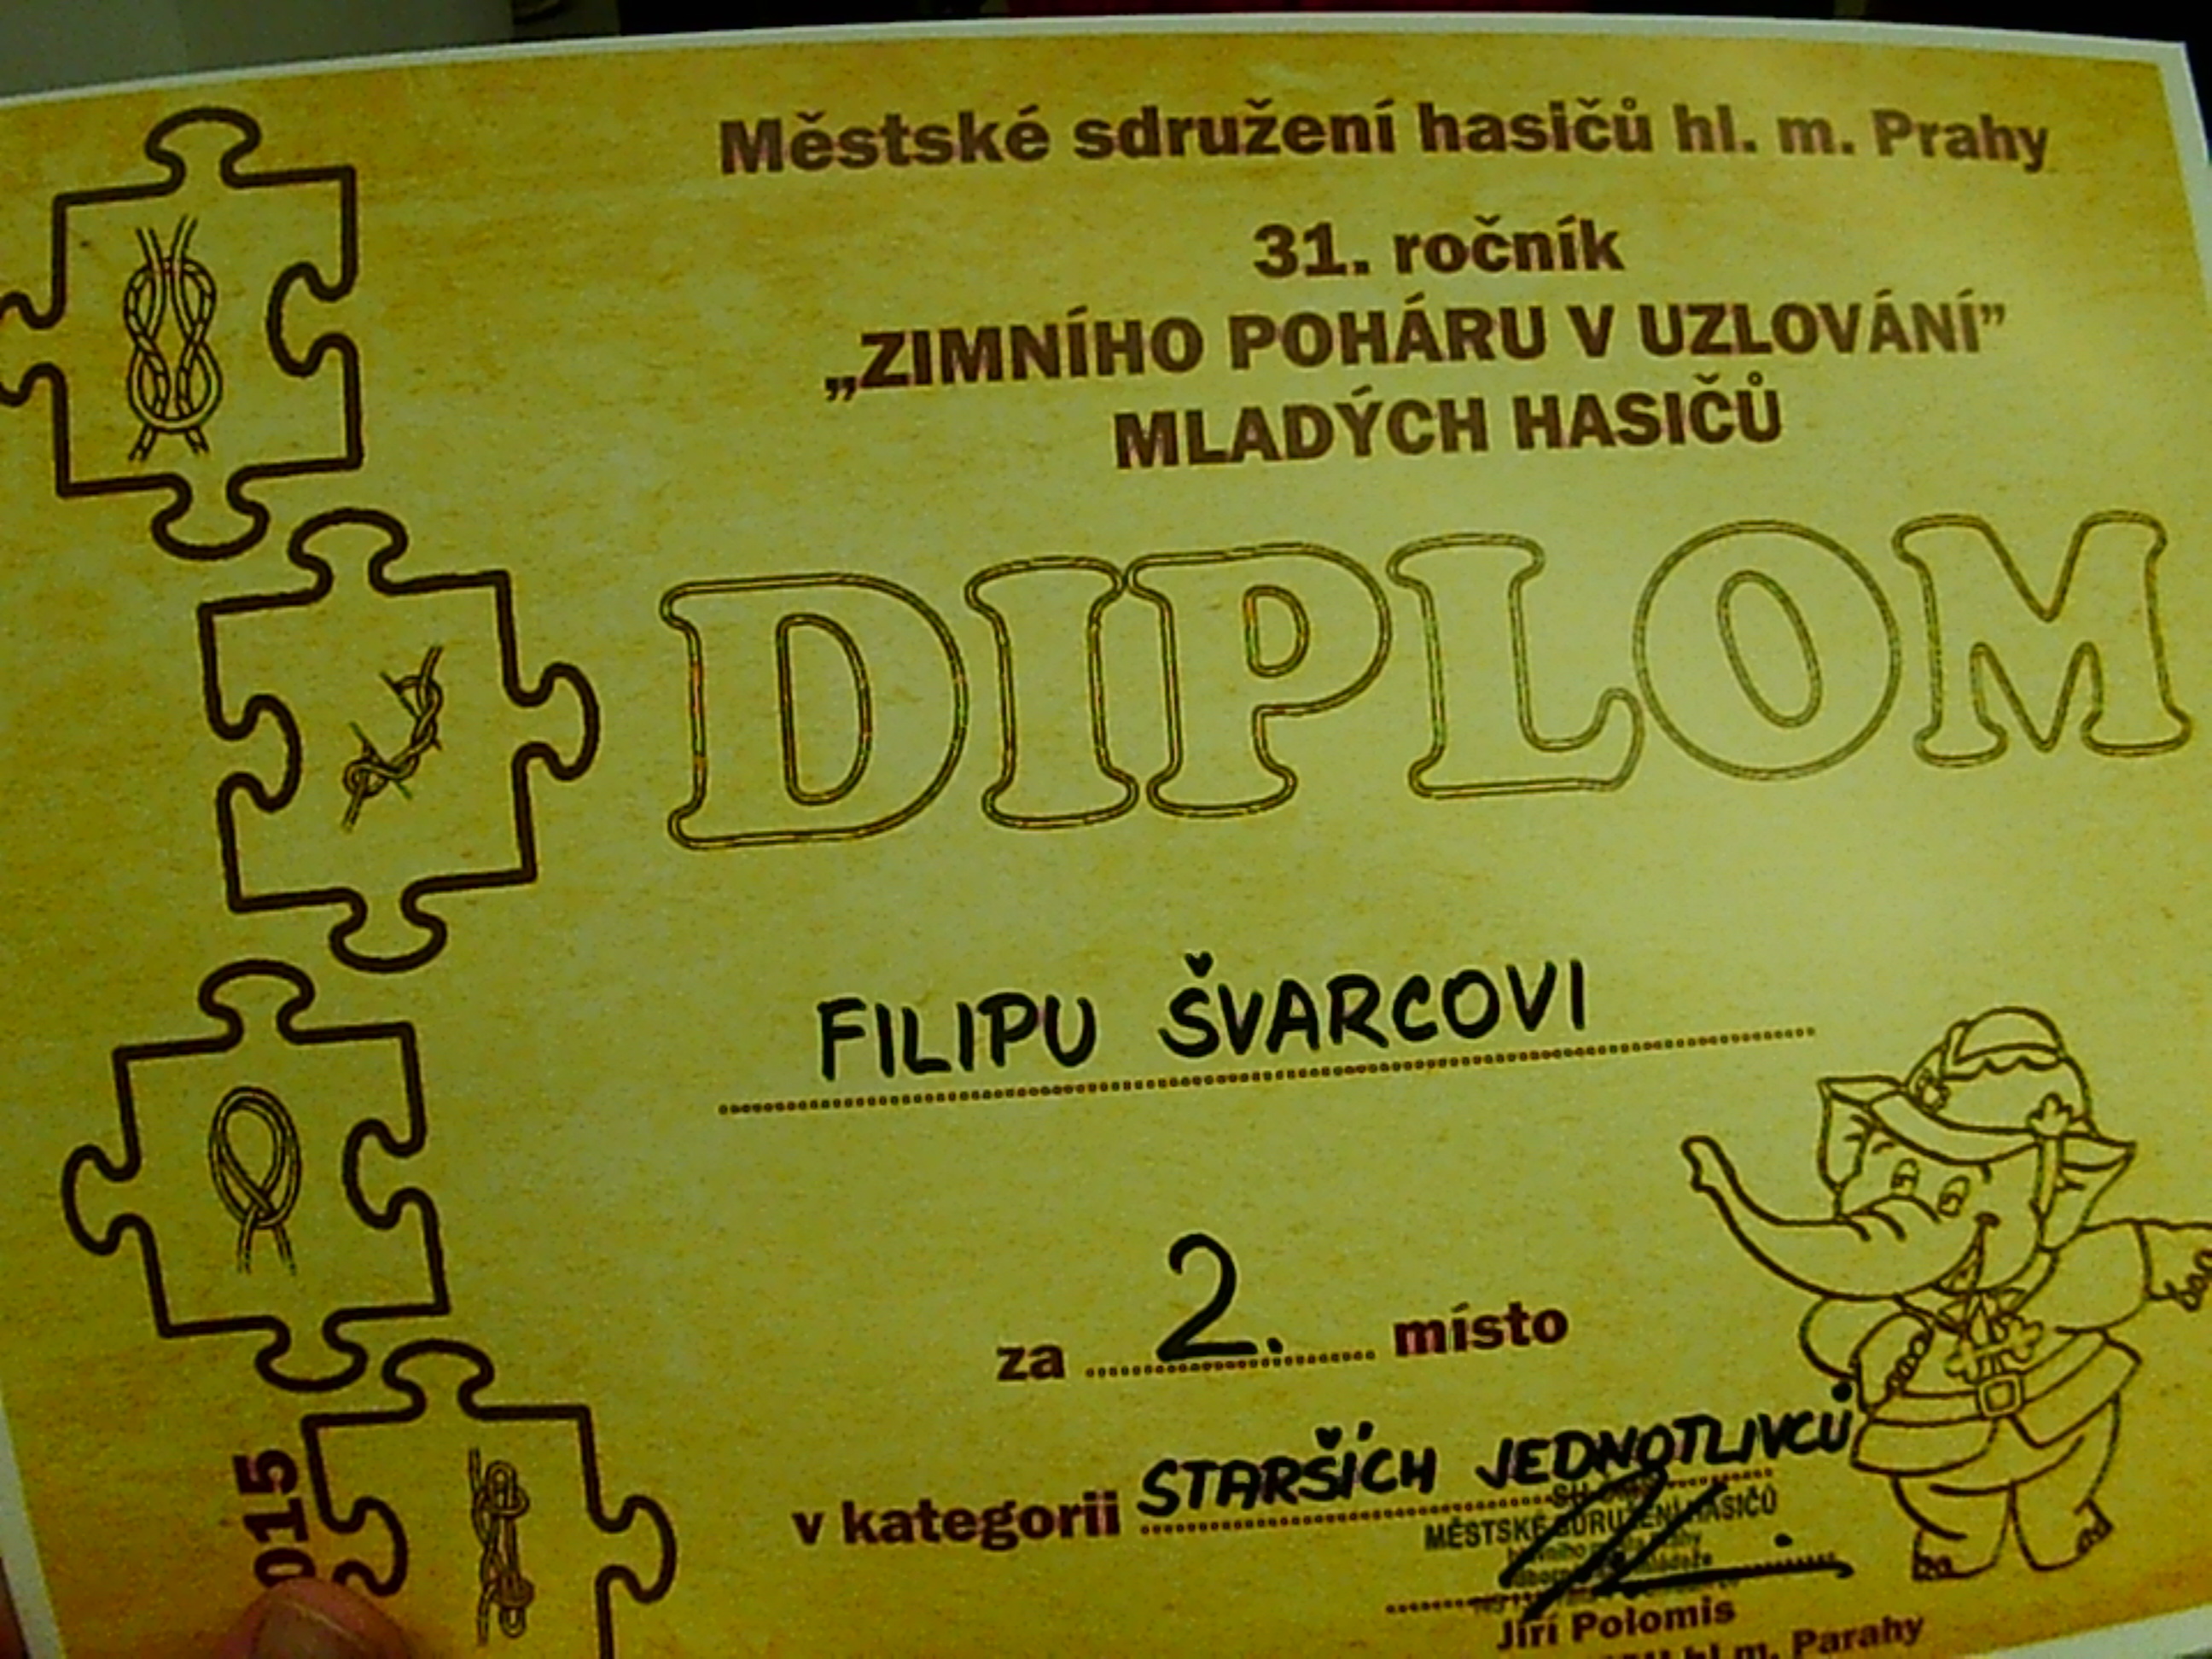 Městské sdružení hasičů hl. m. Prahy
31. ročník
„ZIMNÍHO POHÁRU V UZLOVÁNÍ”
MLADÝCH HASIČŮ
DIPLOM
FILIPU ŠVARCOVI
za 2. místo
v kategorii STARŠÍCH JEDNOTLIVCŮ
MĚSTSKÉ SDRUŽENÍ HASIČŮ
Jiří Polomis
hl m. Parahy
015